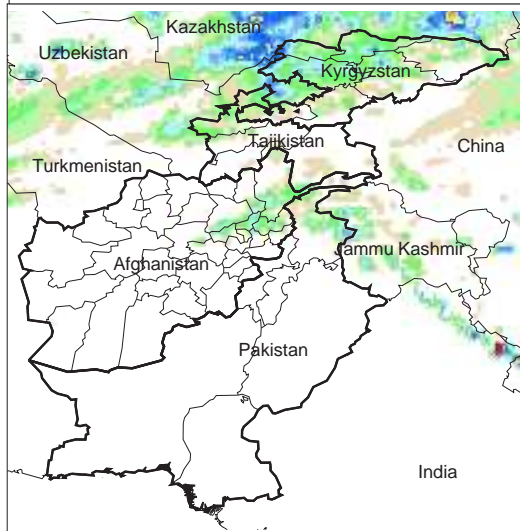 Kazakhstan
Uzbekistan
Kyrgyzstan
Tajikistan
China
Turkmenistan
Jammu Kashmir
Afghanistan
Pakistan
India